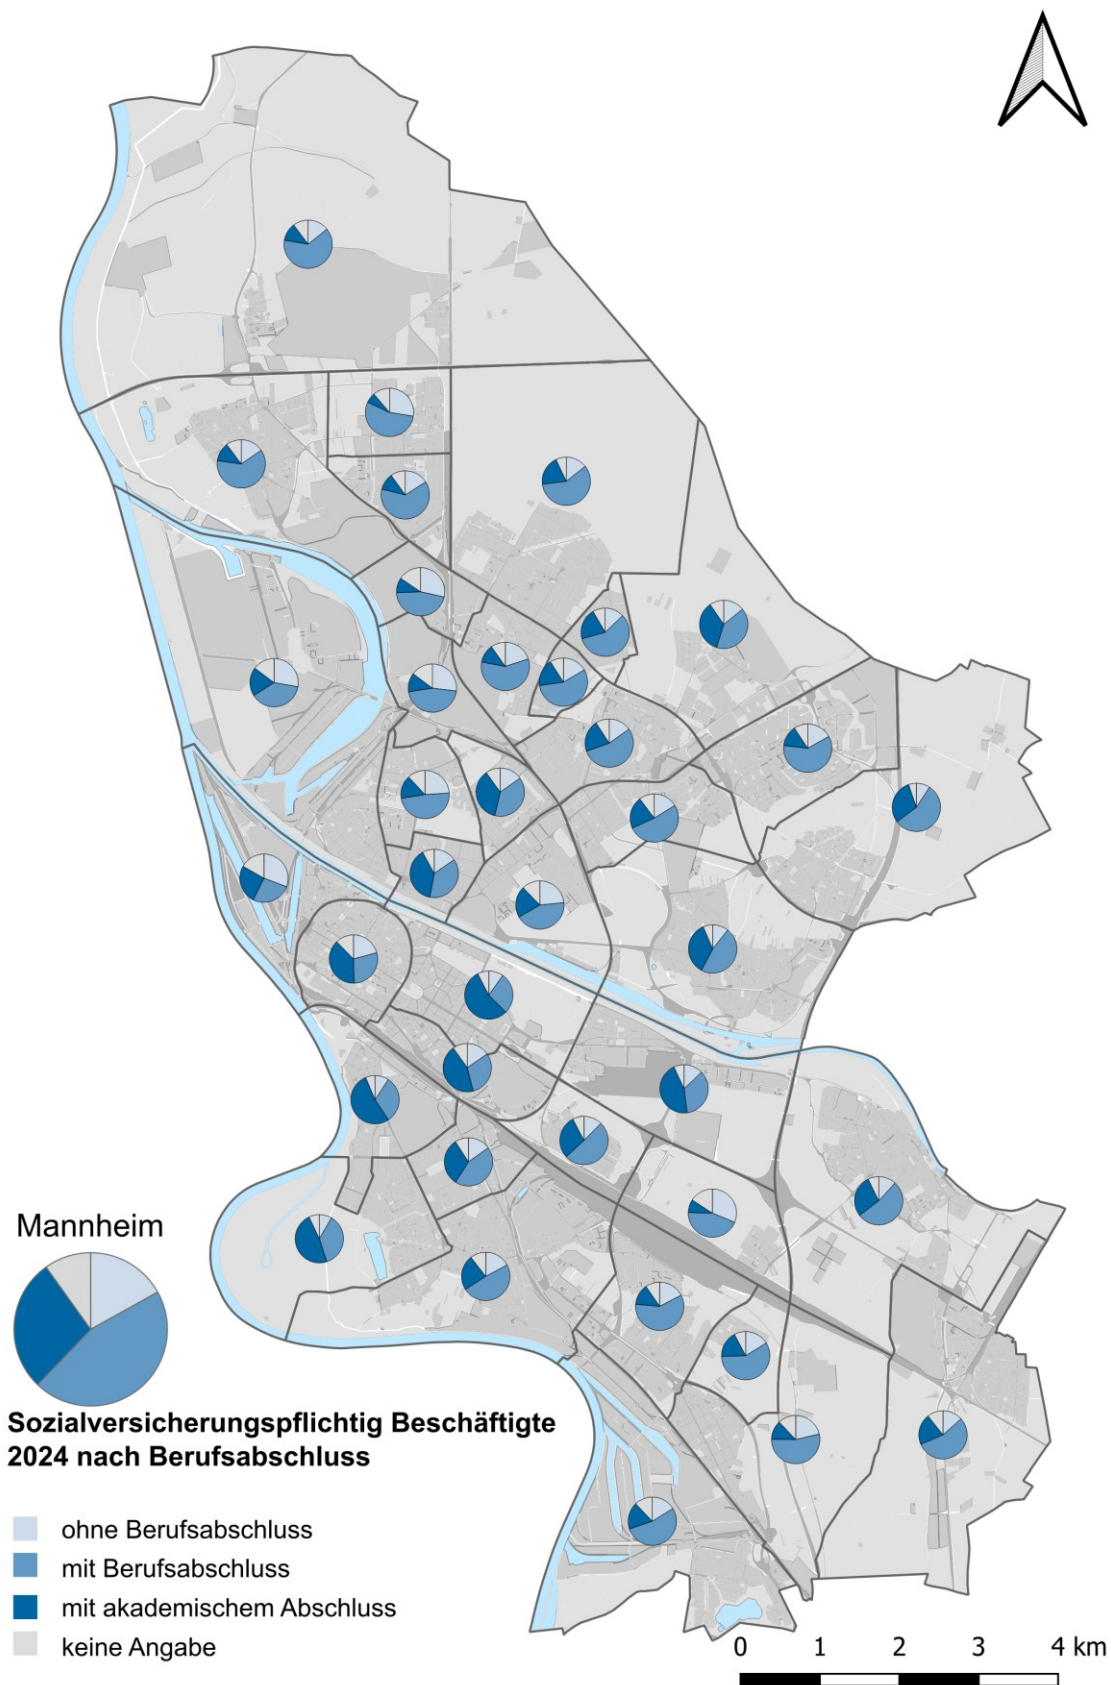 Mannheim
Sozialversicherungspflichtig Beschäftigte
2024 nach Berufsabschluss
ohne Berufsabschluss
mit Berufsabschluss
mit akademischem Abschluss
keine Angabe
0 1 2 3 4 km